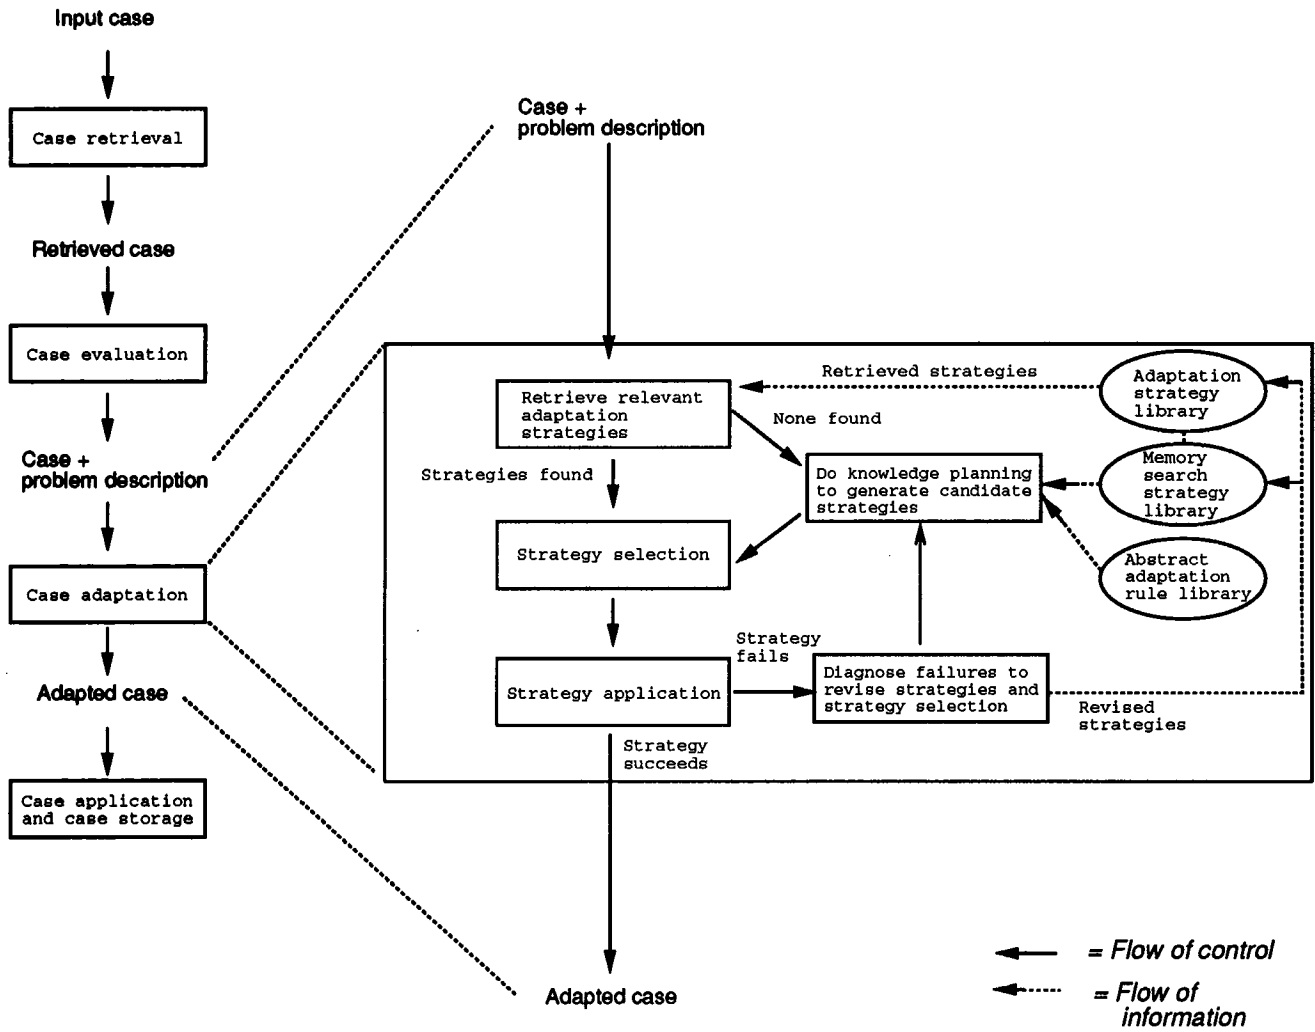 Input case
Case retrieval
Retrieved case
Case evaluation
Case +
problem description
Case adaptation
Adapted case
Case application
and case storage
Case +
problem description
Retrieve relevant
adaptation
strategies
Retrieved strategies
None found
Strategies found
Adaptation
strategy
library
Memory
search
strategy
library
Abstract
adaptation
rule library
Do knowledge planning
to generate candidate
strategies
Strategy selection
Strategy
fails
Strategy application
Diagnose failures to
revise strategies and
strategy selection
Revised
strategies
Strategy
succeeds
Adapted case
= Flow of control
= Flow of
information